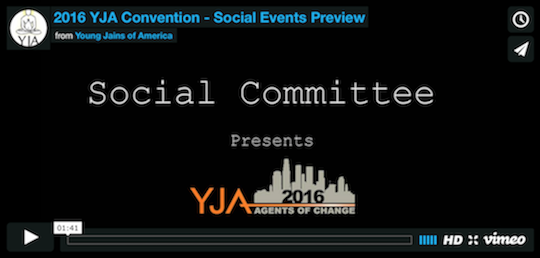 2016 YJA Convention - Social Events Preview
YJA
from Young Jains of America
Social Committee
Presents
YJA 2016
AGENTS OF CHANGE
01:41
HD vimeo